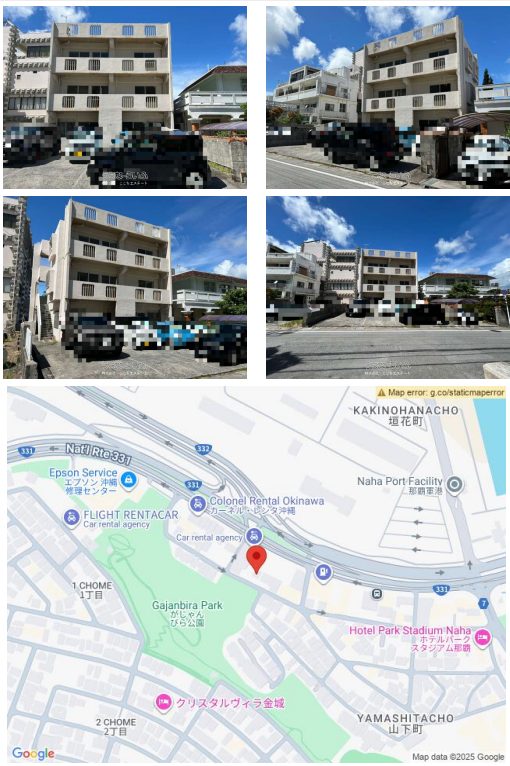 Map error: g.co/staticmaperror
KAKINOHANACHO
垣花町
331
Nat'l Rte 331
332
Epson Service
エプソン 沖縄
修理センター
331
Naha Port Facility
那覇軍港
Colonel Rental Okinawa
カーネル・レンタ沖縄
FLIGHT RENTACAR
Car rental agency
Car rental agency
1 CHOME
1丁目
331
7
Gajanbira Park
がじゃん
びら公園
Hotel Park Stadium Naha
ホテルパーク
スタジアム那覇
クリスタルヴィラ金城
2 CHOME
2丁目
YAMASHITACHO
山下町
Google
Map data ©2025 Google